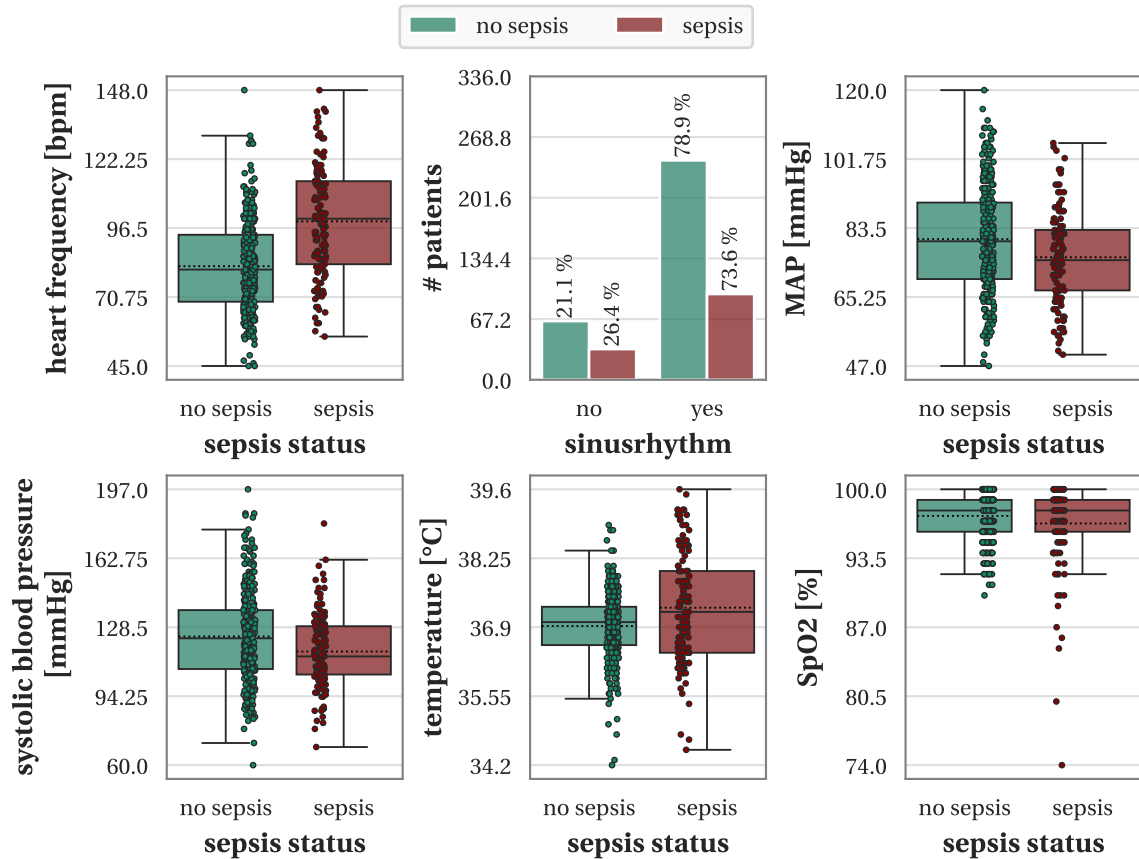 no sepsis
sepsis
heart frequency [bpm]
148.0
122.25
96.5
70.75
45.0
no sepsis
sepsis
sepsis status
# patients
336.0
268.8
201.6
134.4
67.2
0.0
21.1 %
26.4 %
78.9 %
73.6 %
no
yes
sinusrhythm
MAP [mmHg]
120.0
101.75
83.5
65.25
47.0
no sepsis
sepsis
sepsis status
systolic blood pressure
[mmHg]
197.0
162.75
128.5
94.25
60.0
no sepsis
sepsis
sepsis status
temperature [°C]
39.6
38.25
36.9
35.55
34.2
no sepsis
sepsis
sepsis status
SpO2 [%]
100.0
93.5
87.0
80.5
74.0
no sepsis
sepsis
sepsis status